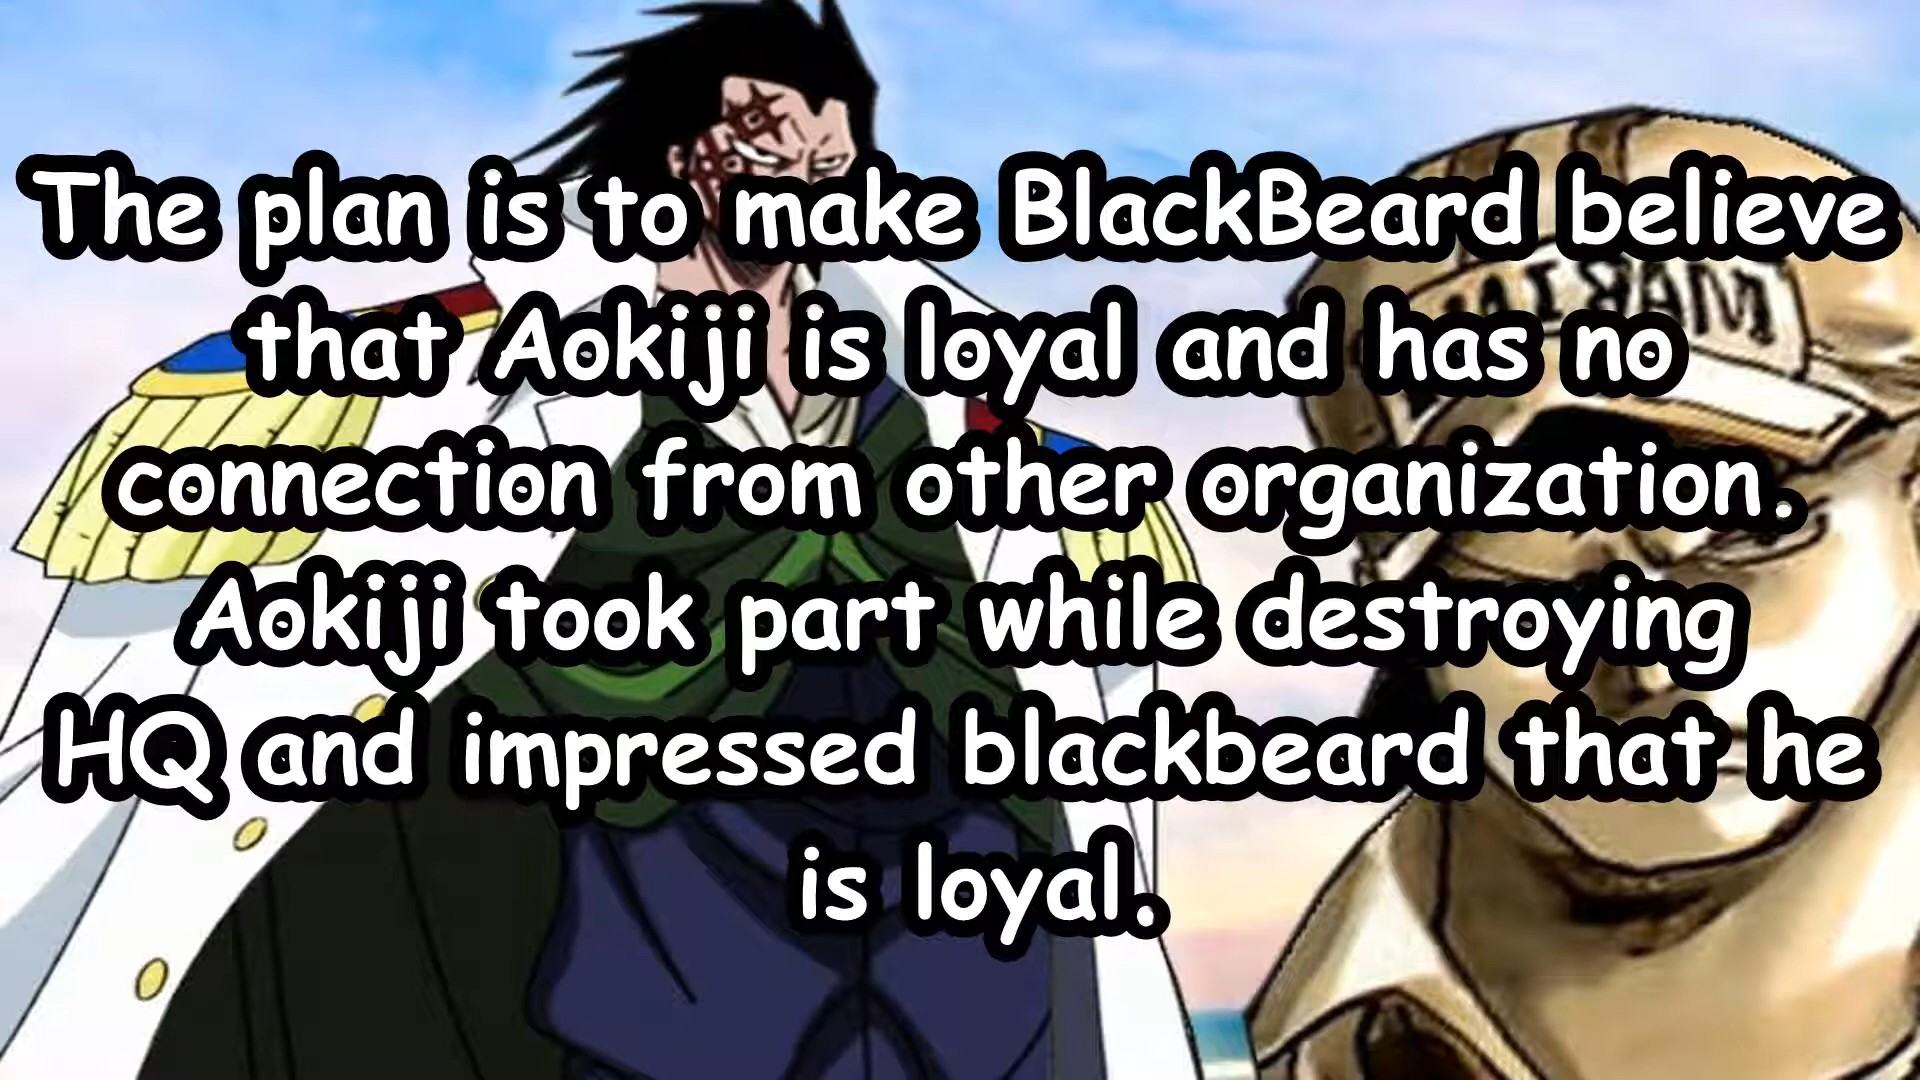 The plan is to make BlackBeard believe
that Aokiji is loyal and has no
connection from other organization.
Aokiji took part while destroying
HQ and impressed blackbeard that he
is loyal.